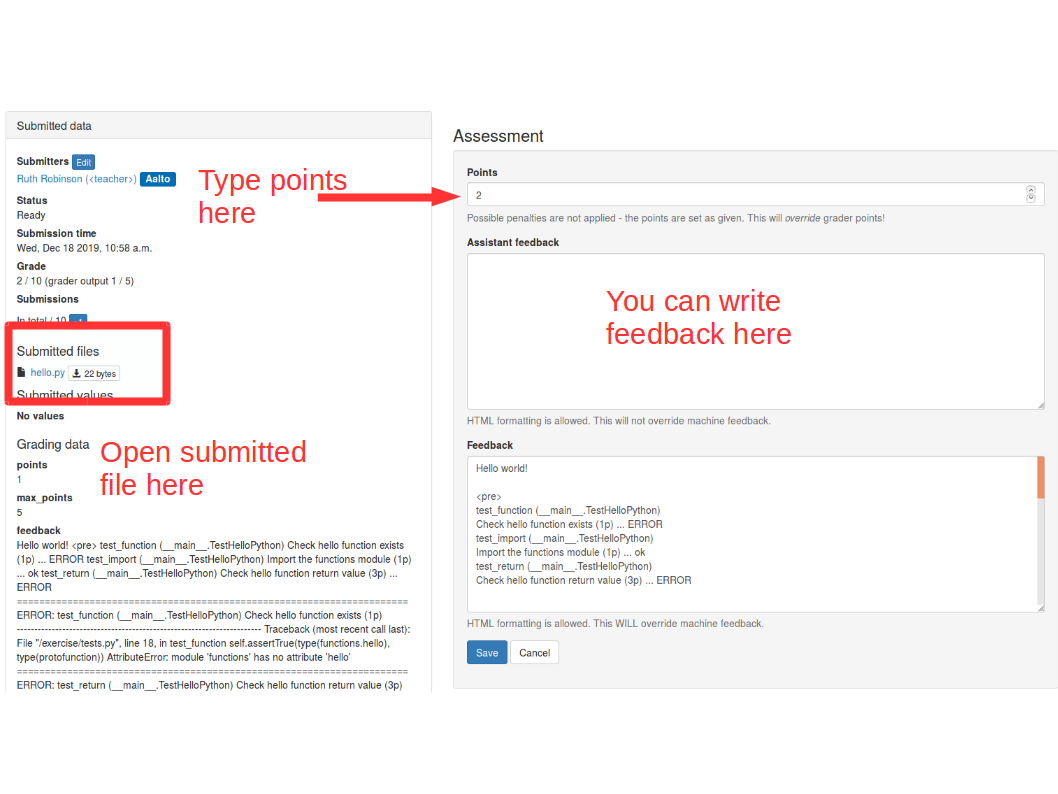 Submitted data
Submitters Edit
Ruth Robinson (<teacher>) Aalto
Status
Ready
Submission time
Wed, Dec 18 2019, 10:58 a.m.
Grade
2 / 10 (grader output 1 / 5)
Submissions
In total / 10
Submitted files
hello.py 22 bytes
Submitted values
No values
Grading data
points
1
max_points
5
feedback
Hello world! <pre> test_function (__main__.TestHelloPython) Check hello function exists
(1p) ... ERROR test_import (__main__.TestHelloPython) Import the functions module (1p)
... ok test_return (__main__.TestHelloPython) Check hello function return value (3p) ...
ERROR
======================================================================
ERROR: test_function (__main__.TestHelloPython) Check hello function exists (1p)
---------------------------------------------------------------------- Traceback (most recent call last):
File "/exercise/tests.py", line 18, in test_function self.assertTrue(type(functions.hello),
type(protofunction)) AttributeError: module 'functions' has no attribute 'hello'
======================================================================
ERROR: test_return (__main__.TestHelloPython) Check hello function return value (3p)
Type points
here
Open submitted
file here
Assessment
Points
2
Possible penalties are not applied - the points are set as given. This will override grader points!
Assistant feedback
You can write
feedback here
HTML formatting is allowed. This will not override machine feedback.
Feedback
Hello world!
<pre>
test_function (__main__.TestHelloPython)
Check hello function exists (1p) ... ERROR
test_import (__main__.TestHelloPython)
Import the functions module (1p) ... ok
test_return (__main__.TestHelloPython)
Check hello function return value (3p) ... ERROR
HTML formatting is allowed. This WILL override machine feedback.
Save Cancel